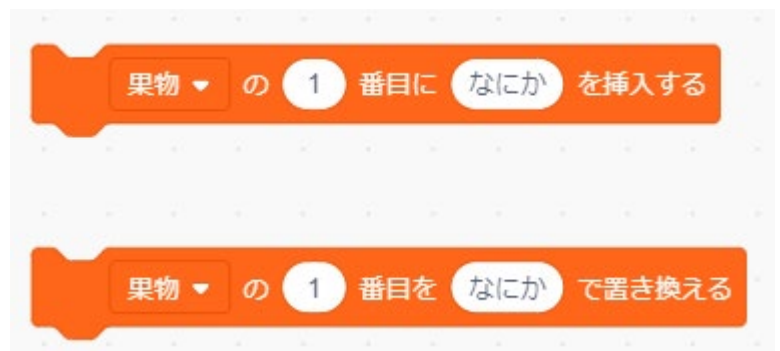 果物 の 1 番目に なにか を挿入する
果物 の 1 番目を なにか で置き換える